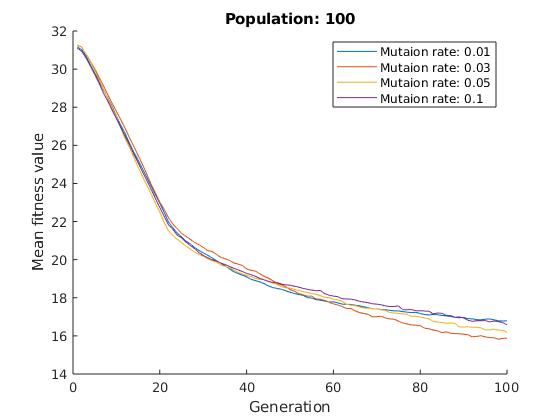 Population: 100
32
30
28
26
24
22
20
18
16
14
Mean fitness value
Mutaion rate: 0.01
Mutaion rate: 0.03
Mutaion rate: 0.05
Mutaion rate: 0.1
0 20 40 60 80 100
Generation